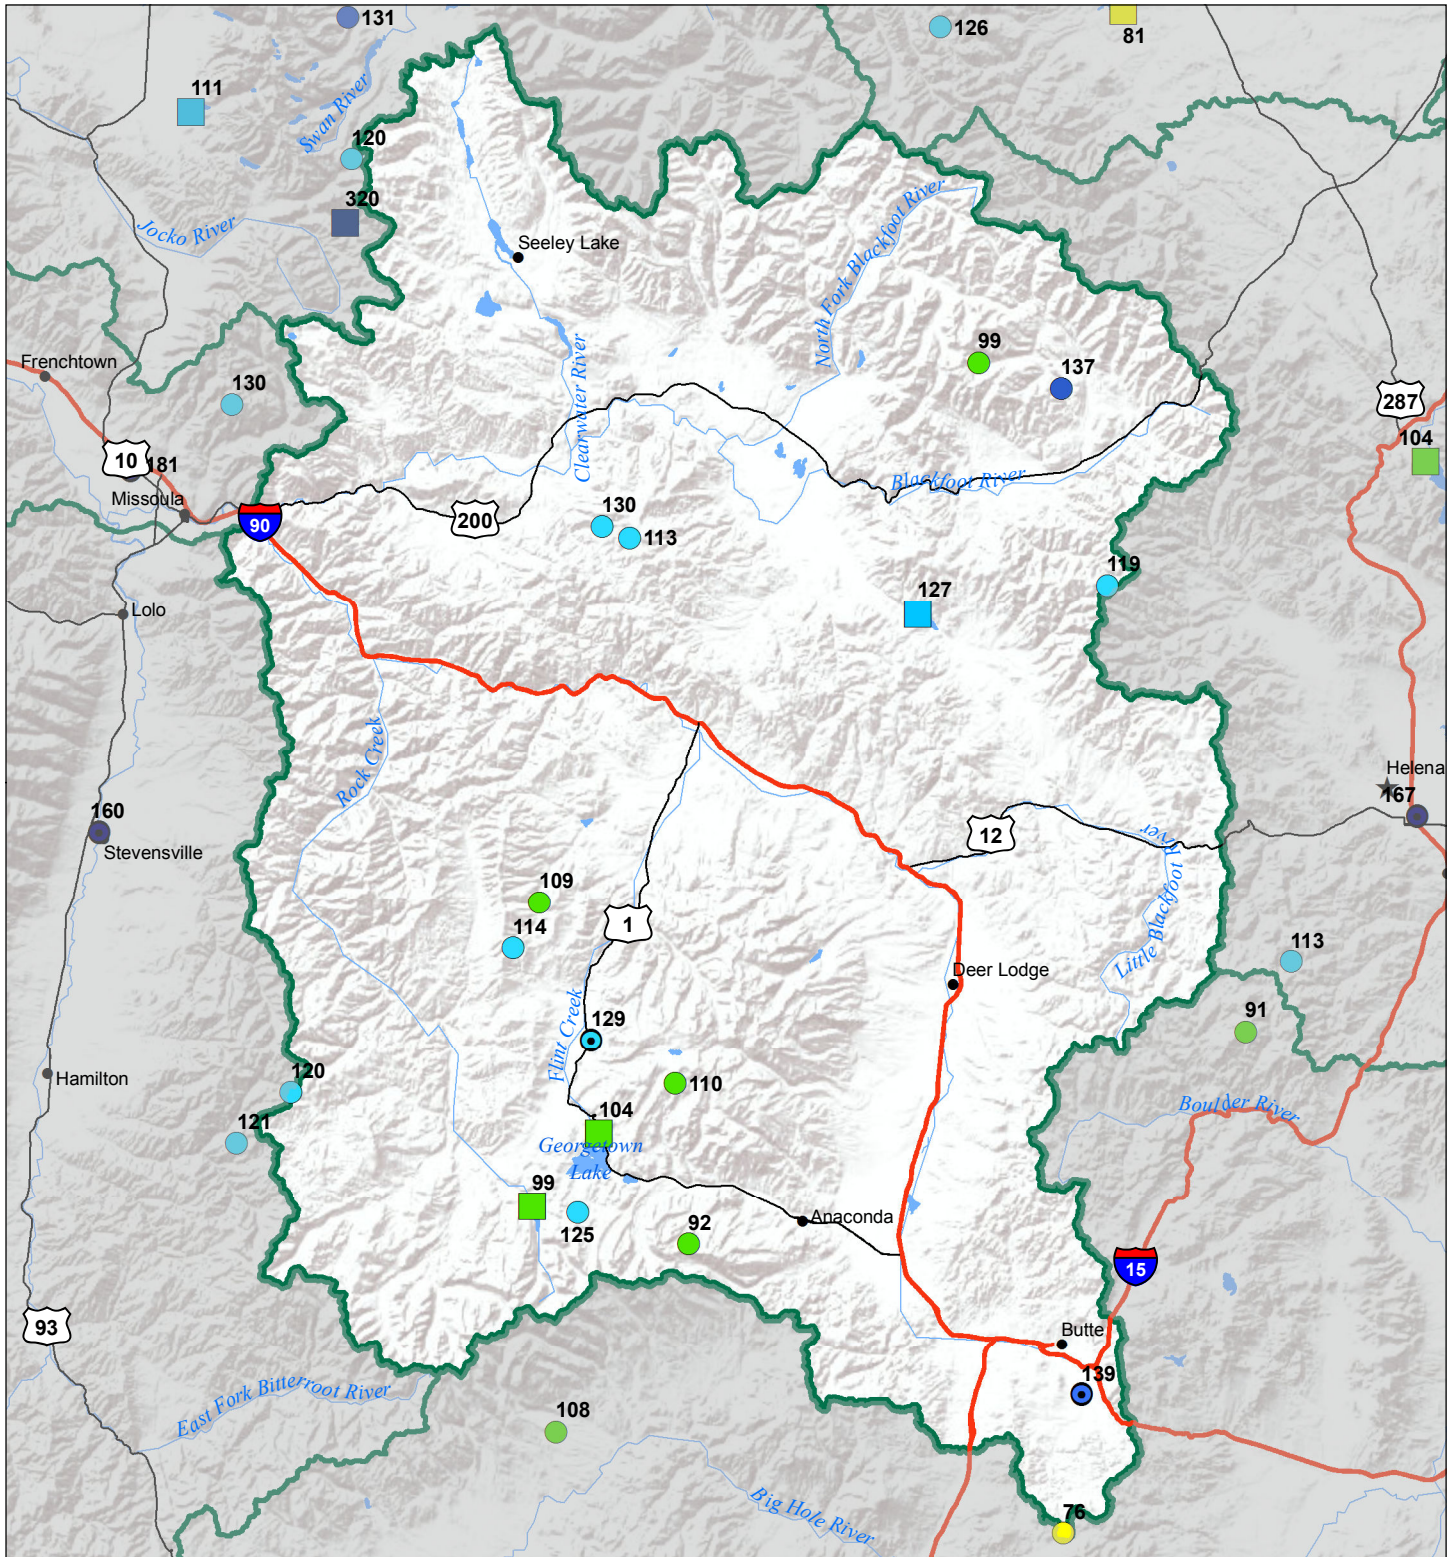 131
126
81
111
Swan River
120
320
Jocko River
Seeley Lake
North Fork Blackfoot River
Frenchtown
130
Clearwater River
99
137
287
104
10
181
Missoula
90
200
Blackfoot River
130
113
119
127
Lolo
Rock Creek
Helena
167
160
Stevensville
12
Little Blackfoot River
109
1
114
113
Deer Lodge
91
Flint Creek
129
Hamilton
120
110
104
Boulder River
121
Georgetown
Lake
99
125
92
Anaconda
15
93
Butte
139
East Fork Bitterroot River
108
Big Hole River
76